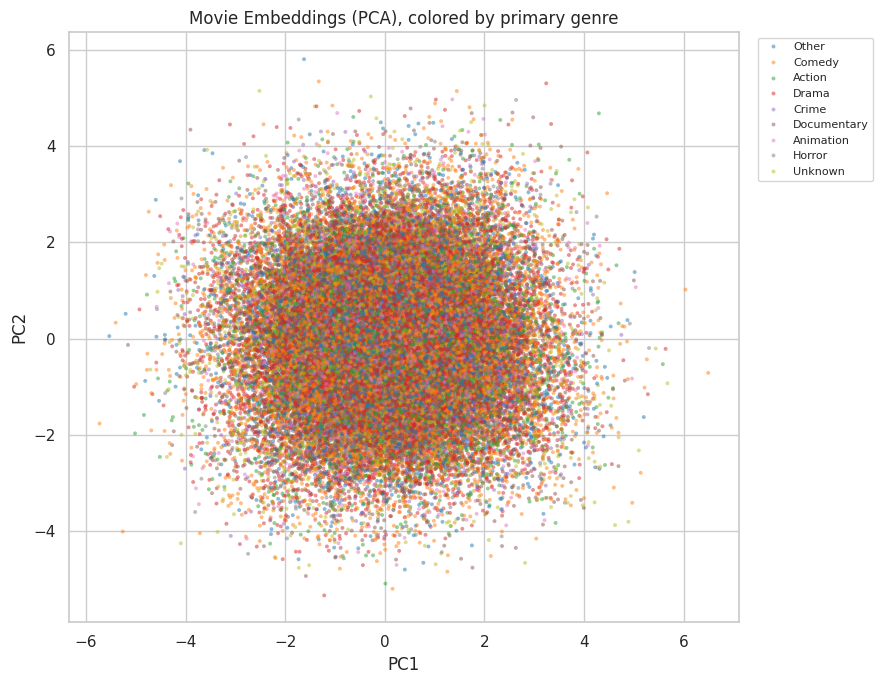 Movie Embeddings (PCA), colored by primary genre
Other
Comedy
Action
Drama
Crime
Documentary
Animation
Horror
Unknown
6
4
2
0
−2
−4
PC2
−6
−4
−2
0
2
4
6
PC1